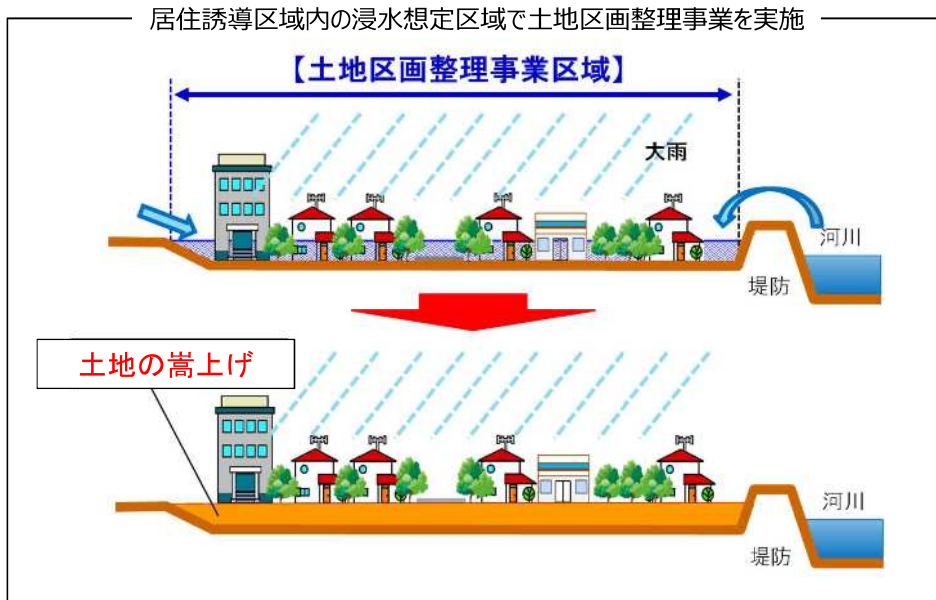 居住誘導区域内の浸水想定区域で土地区画整理事業を実施
【土地区画整理事業区域】
大雨
河川
堤防
土地の嵩上げ
河川
堤防